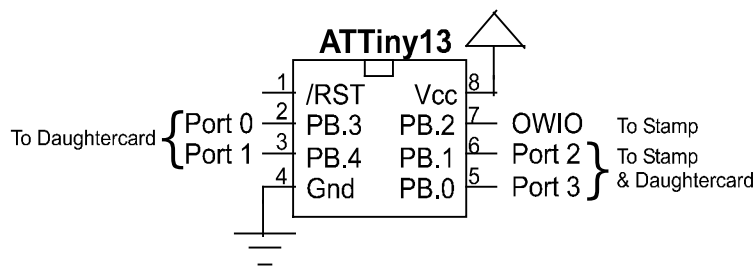 ATTiny13
1 /RST Vcc 8
Port 0 2 PB.3 PB.2 7 OWIO To Stamp
To Daughtercard { Port 1 3 PB.4 PB.1 6 Port 2 } To Stamp
4 Gnd PB.0 5 Port 3 & Daughtercard